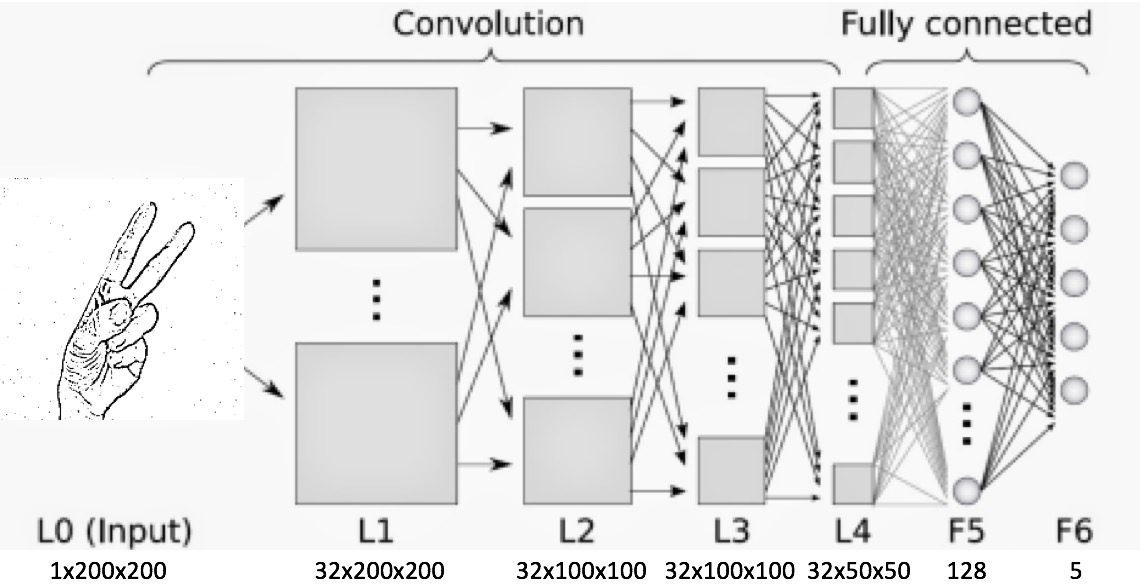 Convolution
Fully connected
L0 (Input)
L1
L2
L3
L4
F5
F6
1x200x200
32x200x200
32x100x100
32x100x100
32x50x50
128
5